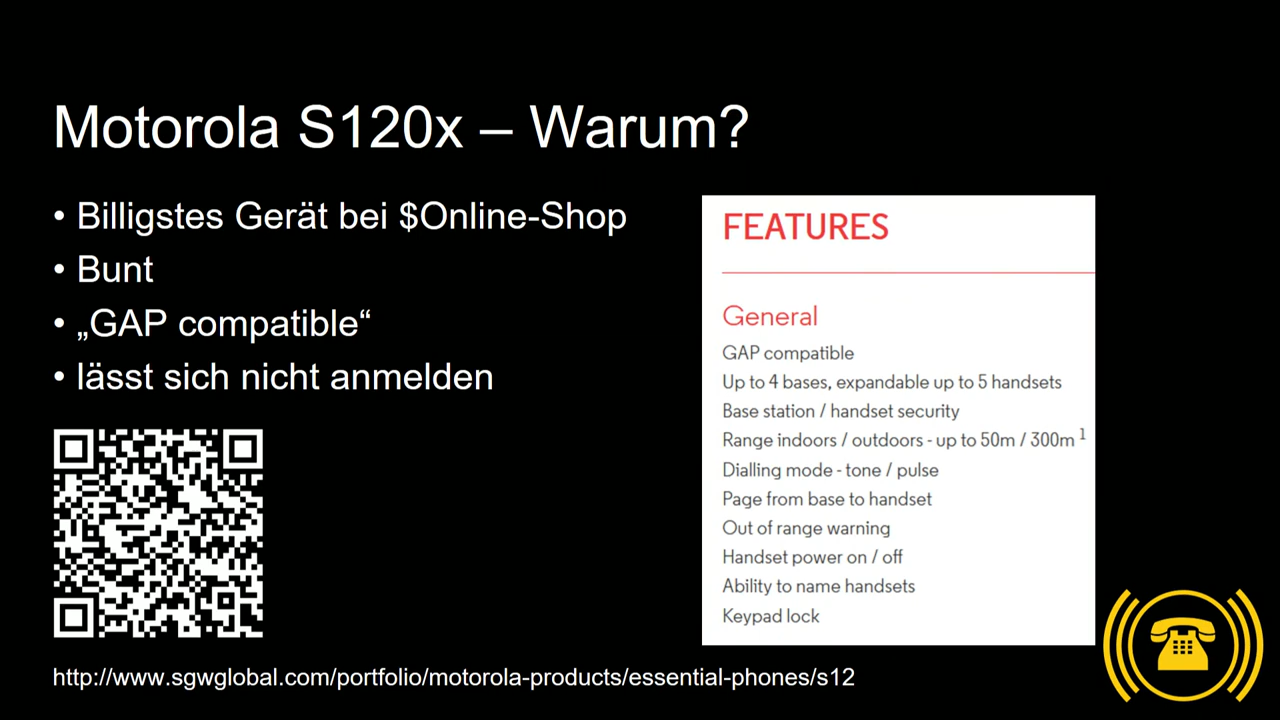 Motorola S120x – Warum?
• Billigstes Gerät bei $Online-Shop
• Bunt
• „GAP compatible“
• lässt sich nicht anmelden
FEATURES
General
GAP compatible
Up to 4 bases, expandable up to 5 handsets
Base station / handset security
Range indoors / outdoors - up to 50m / 300m 1
Dialling mode - tone / pulse
Page from base to handset
Out of range warning
Handset power on / off
Ability to name handsets
Keypad lock
http://www.sgwglobal.com/portfolio/motorola-products/essential-phones/s12